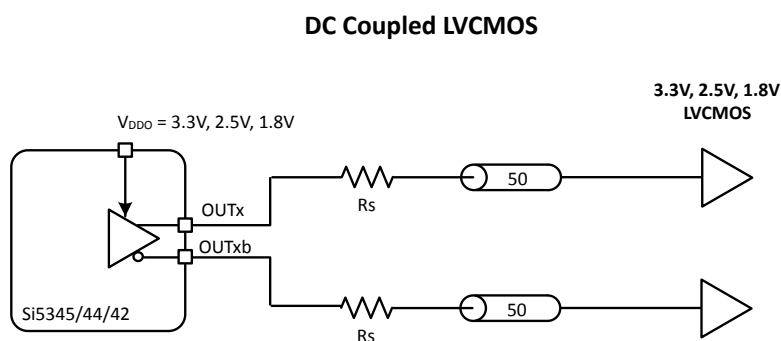 DC Coupled LVCMOS
3.3V, 2.5V, 1.8V
LVCMOS
VDDO = 3.3V, 2.5V, 1.8V
50
OUTx
Rs
OUTxb
50
Si5345/44/42
Rs